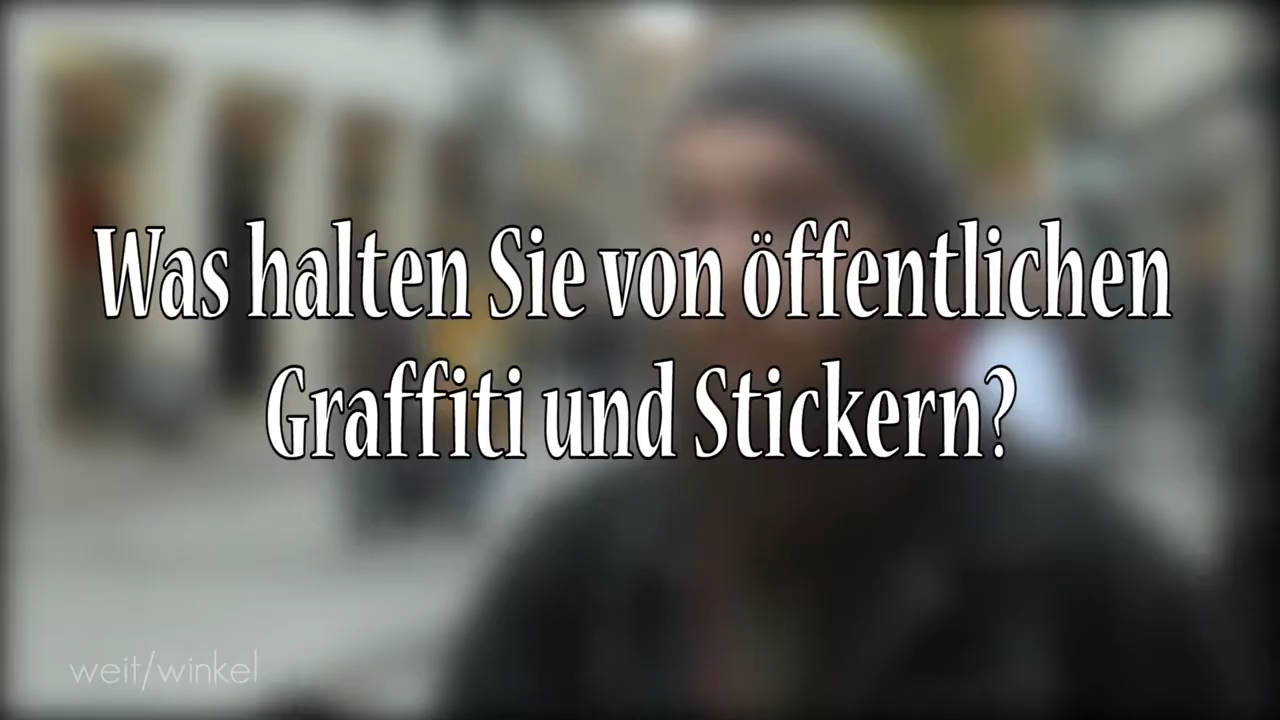 Was halten Sie von öffentlichen
Graffiti und Stickern?
weit/winkel